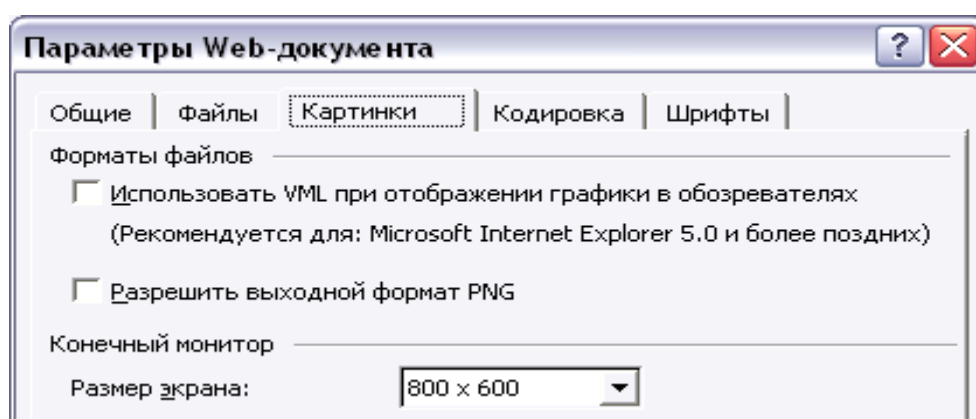 Параметры Web-документа
Общие Файлы Картинки Кодировка Шрифты
Форматы файлов
Использовать VML при отображении графики в обозревателях
(Рекомендуется для: Microsoft Internet Explorer 5.0 и более поздних)
Разрешить выходной формат PNG
Конечный монитор
Размер экрана: 800 x 600